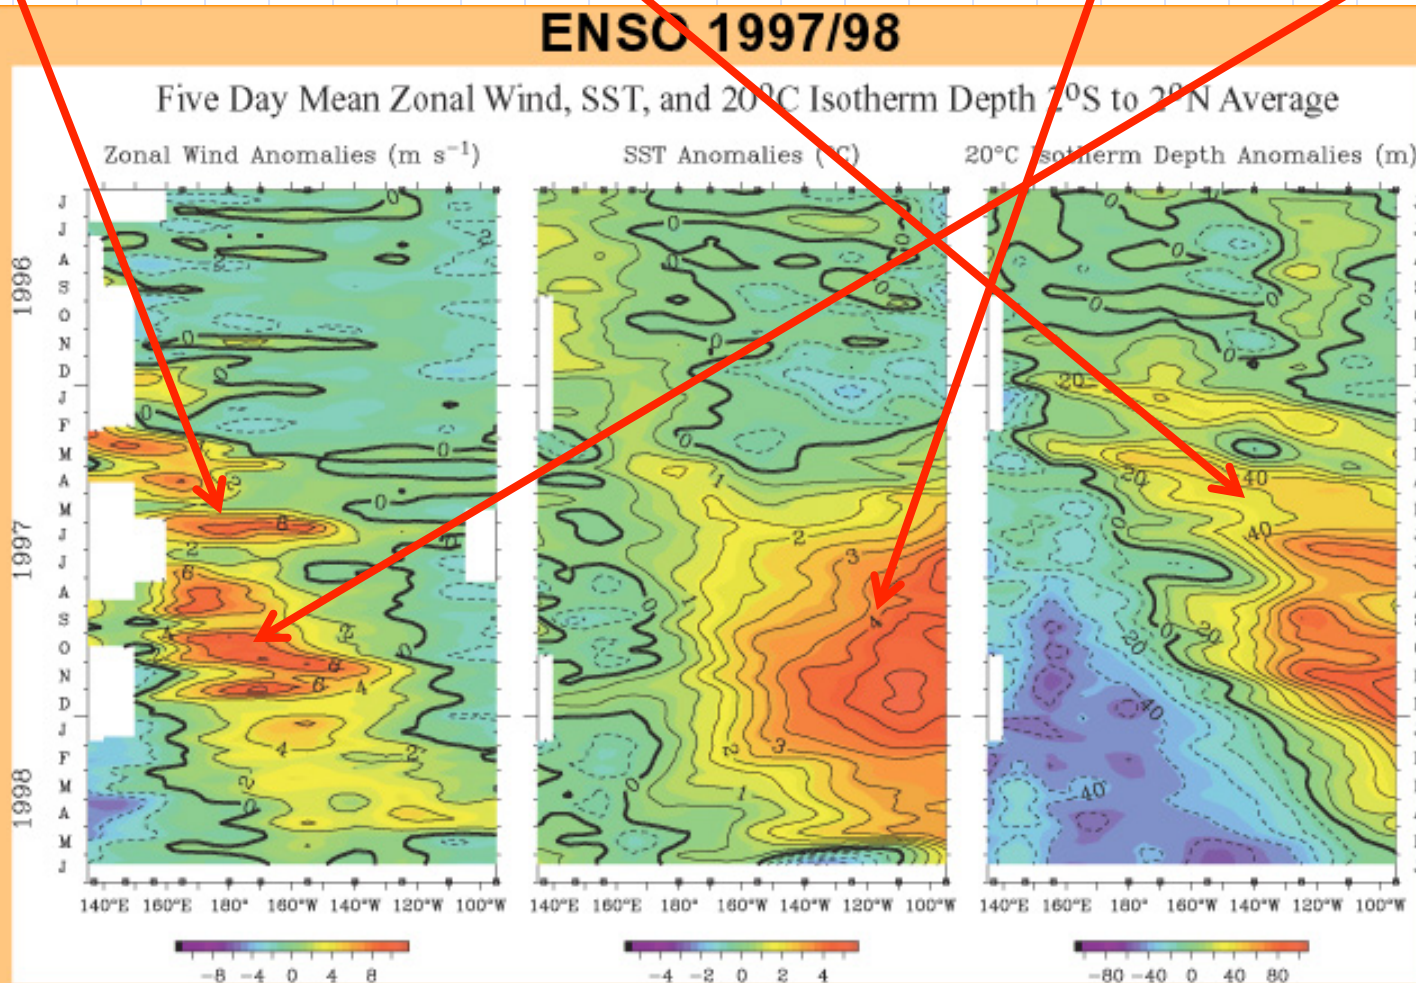 ENSO 1997/98
Five Day Mean Zonal Wind, SST, and 20°C Isotherm Depth 2°S to 2°N Average
Zonal Wind Anomalies (m s⁻¹)
SST Anomalies (°C)
20°C Isotherm Depth Anomalies (m)
1996
1997
1998
J
J
A
S
O
N
D
J
F
M
A
M
J
J
A
S
O
N
D
J
F
M
A
M
J
140°E 160°E 180° 160°W 140°W 120°W 100°W
140°E 160°E 180° 160°W 140°W 120°W 100°W
140°E 160°E 180° 160°W 140°W 120°W 100°W
-8 -4 0 4 8
-4 -2 0 2 4
-80 -40 0 40 80